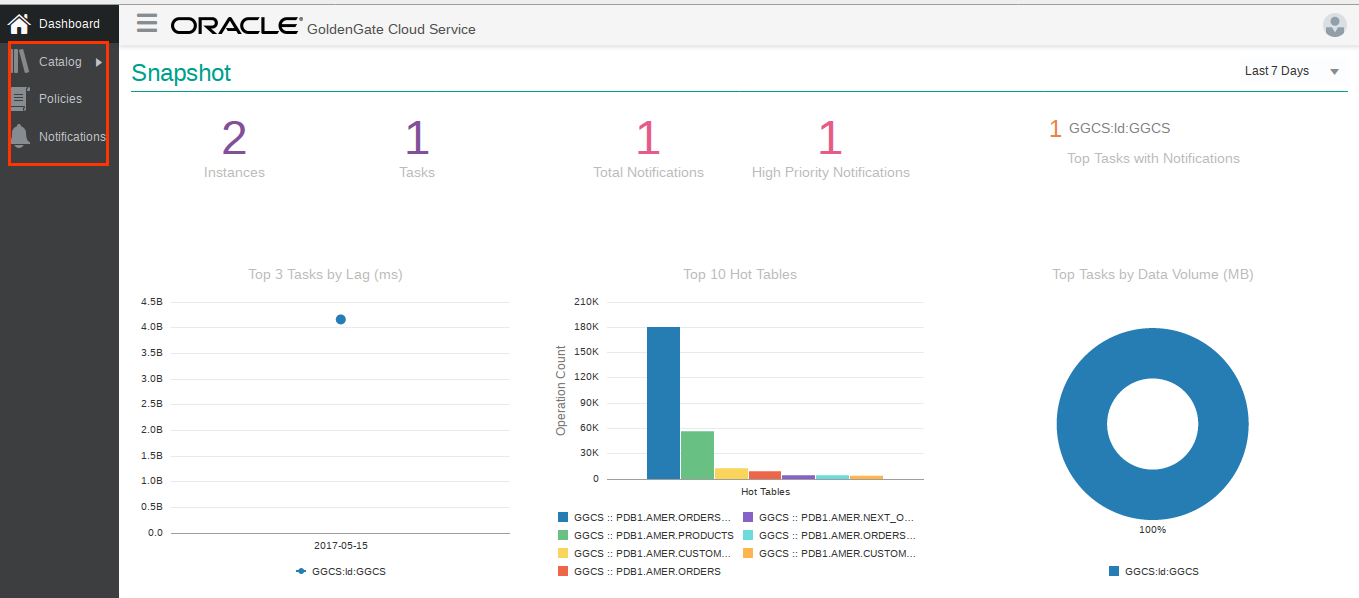 Dashboard
Catalog
Policies
Notifications
ORACLE® GoldenGate Cloud Service
Snapshot
Last 7 Days
2
Instances
1
Tasks
1
Total Notifications
1
High Priority Notifications
1 GGCS:ld:GGCS
Top Tasks with Notifications
Top 3 Tasks by Lag (ms)
4.5B
4.0B
3.5B
3.0B
2.5B
2.0B
1.5B
1.0B
0.5B
0.0
2017-05-15
GGCS:ld:GGCS
Top 10 Hot Tables
Operation Count
210K
180K
150K
120K
90K
60K
30K
0
Hot Tables
GGCS :: PDB1.AMER.ORDERS...
GGCS :: PDB1.AMER.PRODUCTS
GGCS :: PDB1.AMER.CUSTOM...
GGCS :: PDB1.AMER.ORDERS
GGCS :: PDB1.AMER.NEXT_O...
GGCS :: PDB1.AMER.ORDERS...
GGCS :: PDB1.AMER.CUSTOM...
Top Tasks by Data Volume (MB)
100%
GGCS:ld:GGCS